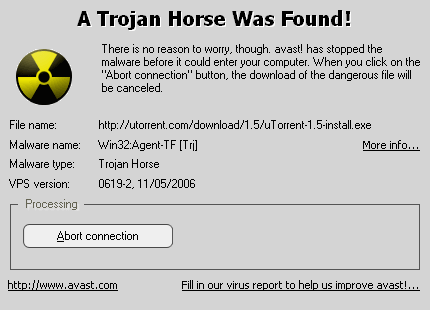 A Trojan Horse Was Found!
There is no reason to worry, though. avast! has stopped the
malware before it could enter your computer. When you click on the
"Abort connection" button, the download of the dangerous file will
be canceled.
File name: http://utorrent.com/download/1.5/uTorrent-1.5-install.exe
Malware name: Win32:Agent-TF [Trj] More info...
Malware type: Trojan Horse
VPS version: 0619-2, 11/05/2006
Processing
Abort connection
http://www.avast.com Fill in our virus report to help us improve avast!...